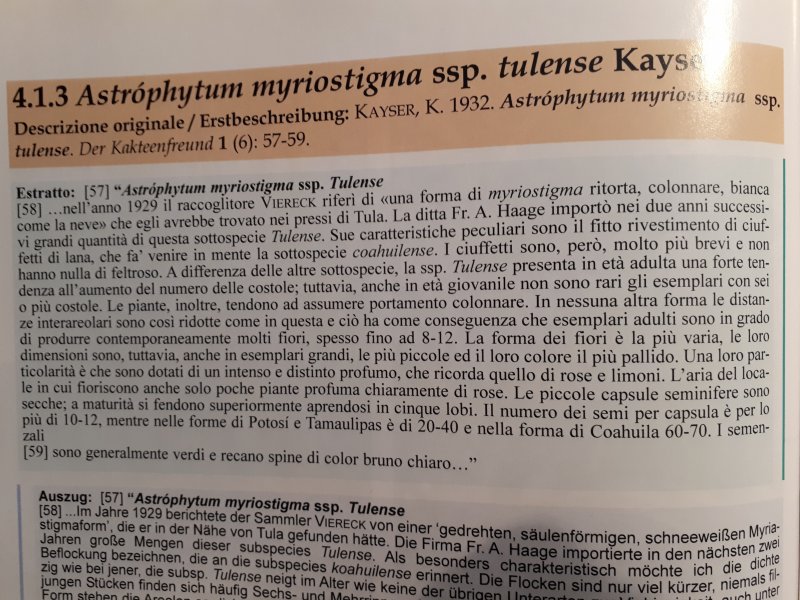 4.1.3 Astróphytum myriostigma ssp. tulense Kayse
Descrizione originale / Erstbeschreibung: KAYSER, K. 1932. Astróphytum myriostigma ssp.
tulense. Der Kakteenfreund 1 (6): 57-59.
Estratto: [57] “Astróphytum myriostigma ssp. Tulense
[58] …nell’anno 1929 il raccoglitore VIERECK riferì di «una forma di myriostigma ritorta, colonnare, bianca
come la neve» che egli avrebbe trovato nei pressi di Tula. La ditta Fr. A. Haage importò nei due anni successi-
vi grandi quantità di questa sottospecie Tulense. Sue caratteristiche peculiari sono il fitto rivestimento di ciuf-
fetti di lana, che fa’ venire in mente la sottospecie coahuilense. I ciuffetti sono, però, molto più brevi e non
hanno nulla di feltroso. A differenza delle altre sottospecie, la ssp. Tulense presenta in età adulta una forte ten-
denza all’aumento del numero delle costole; tuttavia, anche in età giovanile non sono rari gli esemplari con sei
o più costole. Le piante, inoltre, tendono ad assumere portamento colonnare. In nessuna altra forma le distan-
ze interareolari sono così ridotte come in questa e ciò ha come conseguenza che esemplari adulti sono in grado
di produrre contemporaneamente molti fiori, spesso fino ad 8-12. La forma dei fiori è la più varia, le loro
dimensioni sono, tuttavia, anche in esemplari grandi, le più piccole ed il loro colore il più pallido. Una loro par-
ticolarità è che sono dotati di un intenso e distinto profumo, che ricorda quello di rose e limoni. L’aria del loca-
le in cui fioriscono anche solo poche piante profuma chiaramente di rose. Le piccole capsule seminifere sono
secche; a maturità si fendono superiormente aprendosi in cinque lobi. Il numero dei semi per capsula è per lo
più di 10-12, mentre nelle forme di Potosí e Tamaulipas è di 20-40 e nella forma di Coahuila 60-70. I semen-
zali
[59] sono generalmente verdi e recano spine di color bruno chiaro…”
Auszug: [57] “Astróphytum myriostigma ssp. Tulense
[58] …Im Jahre 1929 berichtete der Sammler VIERECK von einer ‘gedrehten, säulenförmigen, schneeweißen Myria-
stigmaform’, die er in der Nähe von Tula gefunden hätte. Die Firma Fr. A. Haage importierte in den nächsten zwei
Jahren große Mengen dieser subspecies Tulense. Als besonders charakteristisch möchte ich die dichte
Beflockung bezeichnen, die an die subspecies koahuilense erinnert. Die Flocken sind nur viel kürzer, niemals fil-
zig wie bei jener, die subsp. Tulense neigt im Alter wie keine der übrigen
jungen Stücken finden sich häufig Sechs- und auch unter
Form stehen die